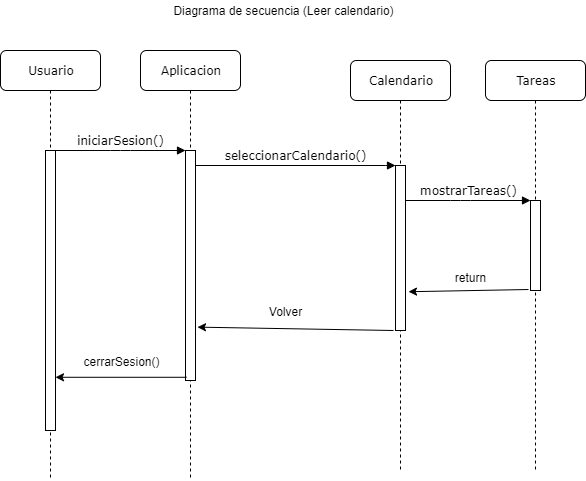 Diagrama de secuencia (Leer calendario)
Usuario
Aplicacion
Calendario
Tareas
iniciarSesion()
seleccionarCalendario()
mostrarTareas()
return
Volver
cerrarSesion()